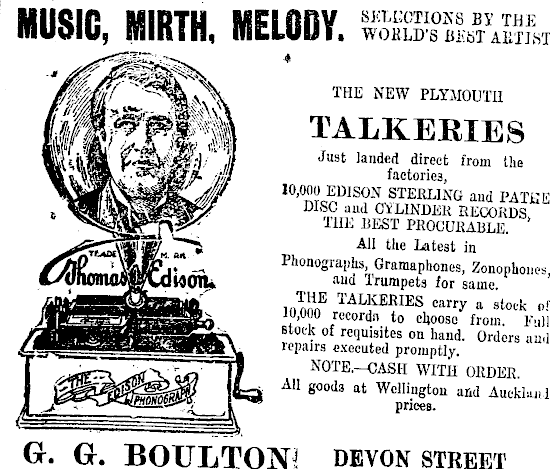 MUSIC, MIRTH, MELODY.
SELECTIONS BY THE
WORLD'S BEST ARTIST
TRADE MARK
Thomas A Edison
THE EDISON PHONOGRAPH
THE NEW PLYMOUTH
TALKERIES
Just landed direct from the
factories,
10,000 EDISON STERLING and PATHE
DISC and CYLINDER RECORDS,
THE BEST PROCURABLE.
All the Latest in
Phonographs, Gramaphones, Zonophones,
and Trumpets for same.
THE TALKERIES carry a stock of
10,000 records to choose from. Full
stock of requisites on hand. Orders and
repairs executed promptly.
NOTE.—CASH WITH ORDER.
All goods at Wellington and Auckland
prices.
G. G. BOULTON
DEVON STREET